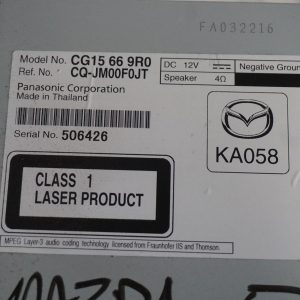 FA032216
Model No. CG15 66 9R0
Ref. No. CQ-JM00F0JT
Panasonic Corporation
Made in Thailand
DC 12V Negative Ground
Speaker 4Ω
Serial No. 506426
KA058
CLASS 1
LASER PRODUCT
MPEG Layer-3 audio coding technology licensed from Fraunhofer IIS and Thomson.
MAZDA